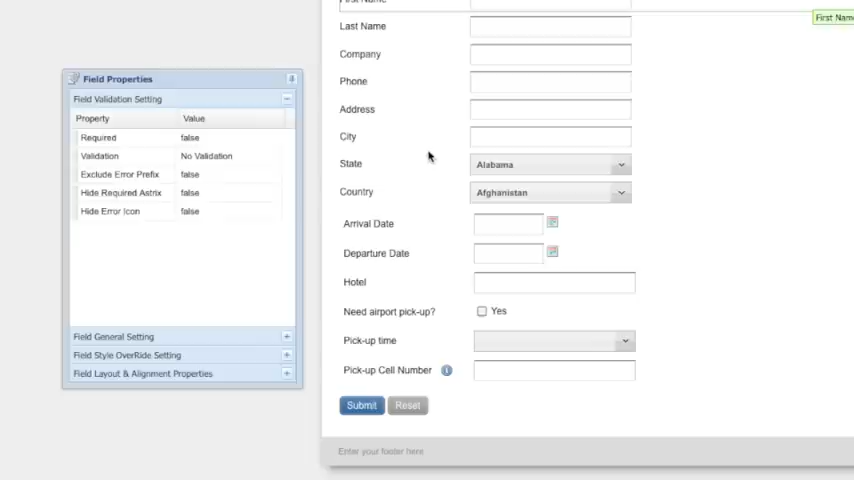 First Name
First Name
Last Name
Company
Phone
Address
City
State Alabama
Country Afghanistan
Arrival Date
Departure Date
Hotel
Need airport pick-up? Yes
Pick-up time
Pick-up Cell Number
Submit Reset
Enter your footer here
Field Properties
Field Validation Setting
Property Value
Required false
Validation No Validation
Exclude Error Prefix false
Hide Required Astrix false
Hide Error Icon false
Field General Setting
Field Style OverRide Setting
Field Layout & Alignment Properties